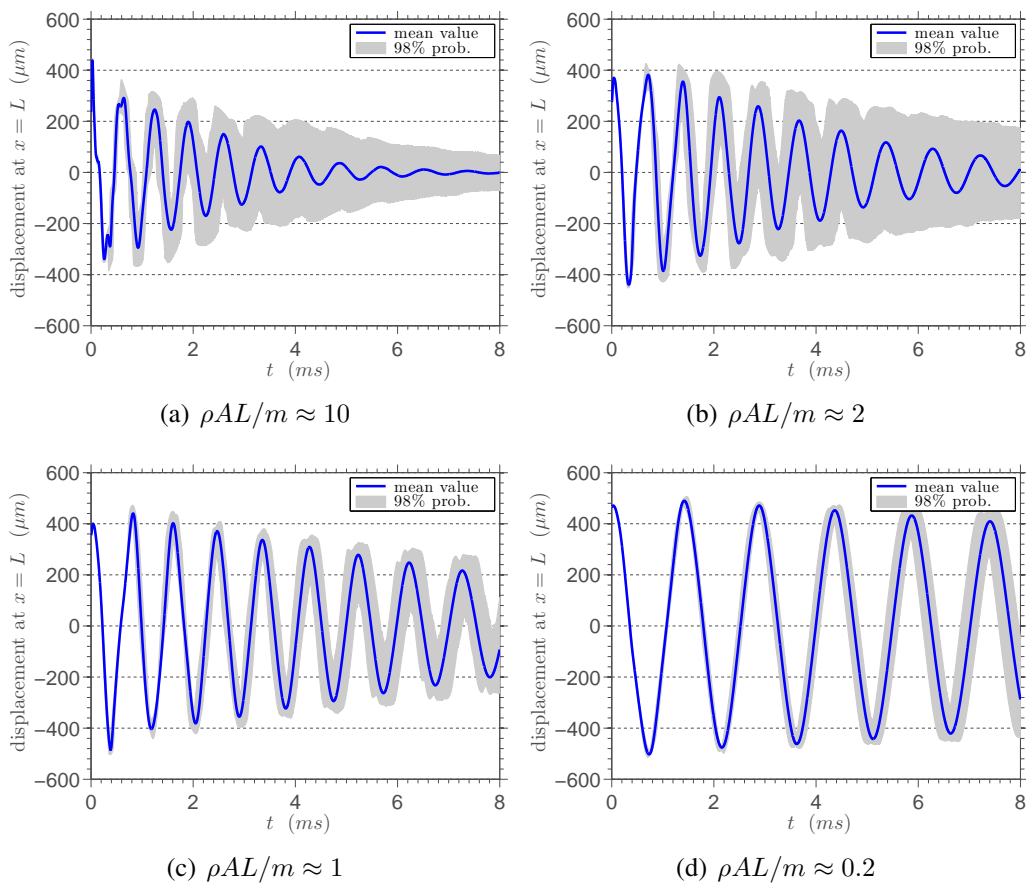 600
400
200
0
−200
−400
−600
displacement at x = L (μm)
0 2 4 6 8
t (ms)
mean value
98% prob.
(a) ρAL/m ≈ 10
600
400
200
0
−200
−400
−600
displacement at x = L (μm)
0 2 4 6 8
t (ms)
mean value
98% prob.
(b) ρAL/m ≈ 2
600
400
200
0
−200
−400
−600
displacement at x = L (μm)
0 2 4 6 8
t (ms)
mean value
98% prob.
(c) ρAL/m ≈ 1
600
400
200
0
−200
−400
−600
displacement at x = L (μm)
0 2 4 6 8
t (ms)
mean value
98% prob.
(d) ρAL/m ≈ 0.2